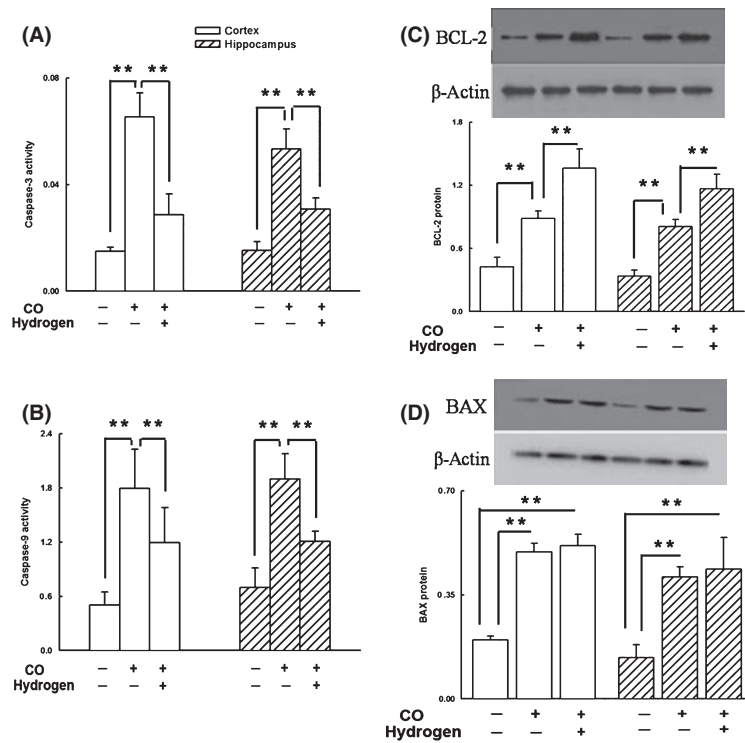 (A)
Cortex
Hippocampus
** **
** **
0.08
0.04
0.00
Caspase-3 activity
CO – + + – + +
Hydrogen – – + – – +
(B)
** **
** **
2.4
1.8
1.2
0.6
0.0
Caspase-9 activity
CO – + + – + +
Hydrogen – – + – – +
(C)
BCL-2
β-Actin
1.8
1.2
0.6
0.0
BCL-2 protein
** **
** **
CO – + + – + +
Hydrogen – – + – – +
(D)
BAX
β-Actin
0.70
0.35
0.00
BAX protein
**
**
**
**
CO – + + – + +
Hydrogen – – + – – +